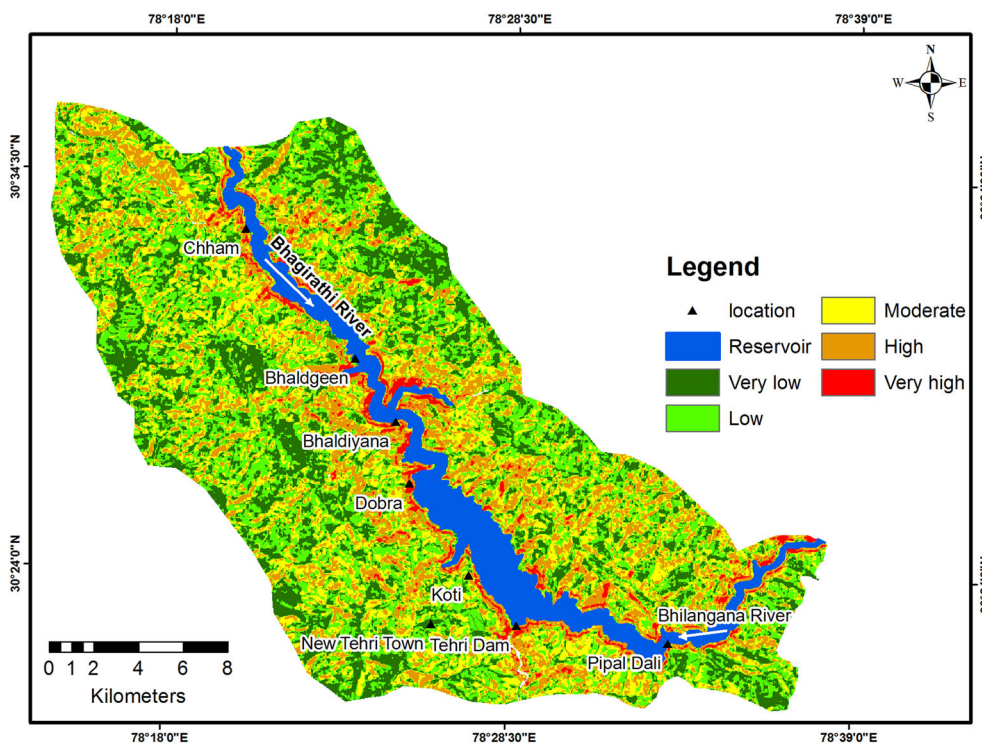 78°18'0"E 78°28'30"E 78°39'0"E
N
W E
S
30°34'30"N
Chham
Bhagirathi River
Legend
location Moderate
Reservoir High
Very low Very high
Low
Bhaldgeen
Bhaldiyana
Dobra
30°24'0"N
Koti
Bhilangana River
New Tehri Town Tehri Dam
Pipal Dali
0 1 2 4 6 8
Kilometers
78°18'0"E 78°28'30"E 78°39'0"E